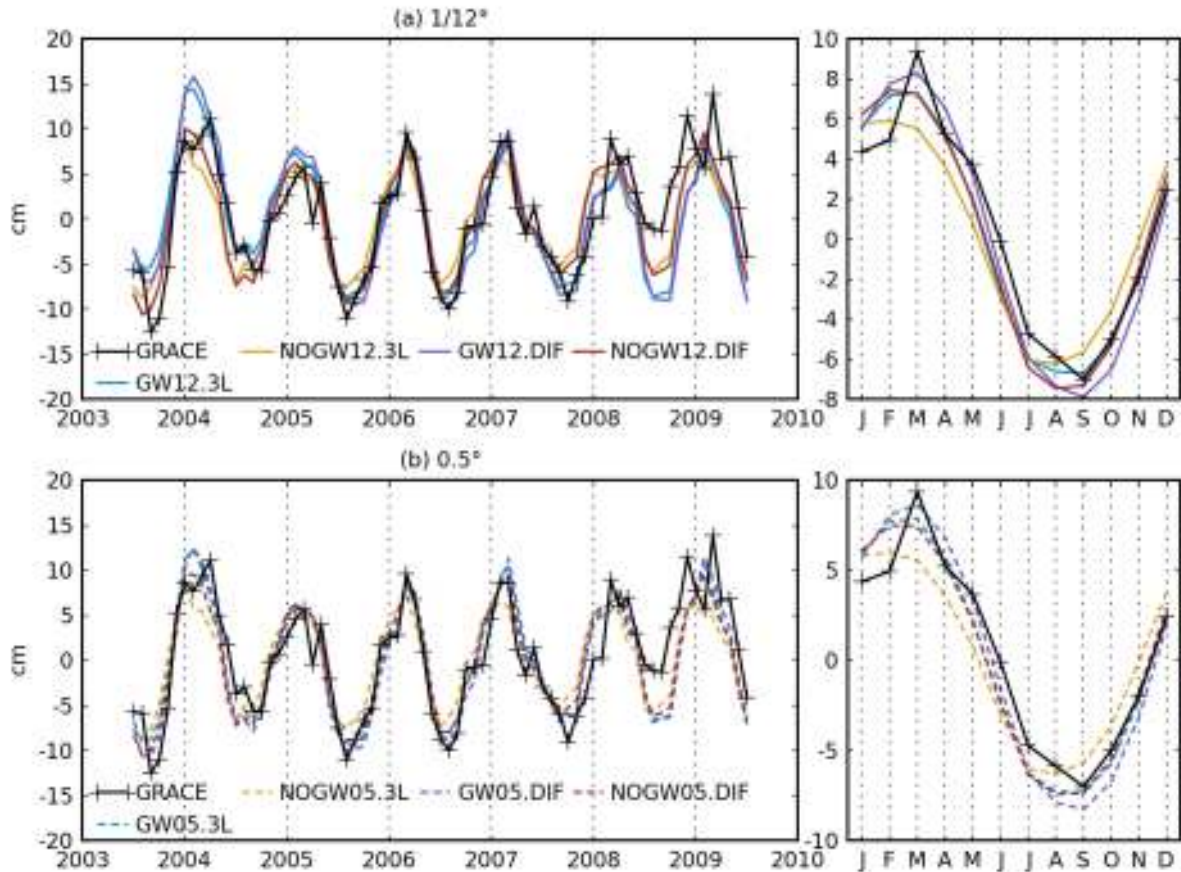 (a) 1/12°
20
15
10
5
0
-5
-10
-15
-20
cm
GRACE NOGW12.3L GW12.DIF NOGW12.DIF
GW12.3L
2003 2004 2005 2006 2007 2008 2009 2010
10
8
6
4
2
0
-2
-4
-6
-8
J F M A M J J A S O N D
(b) 0.5°
20
15
10
5
0
-5
-10
-15
-20
cm
GRACE NOGW05.3L GW05.DIF NOGW05.DIF
GW05.3L
2003 2004 2005 2006 2007 2008 2009 2010
10
5
0
-5
-10
J F M A M J J A S O N D